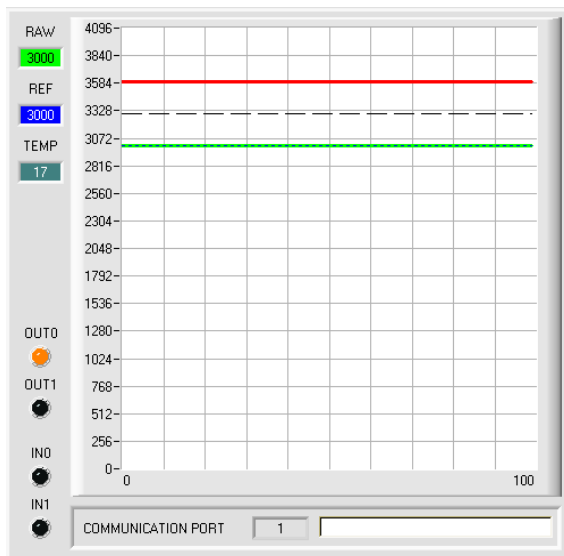 RAW
3000
REF
3000
TEMP
17
4096
3840
3584
3328
3072
2816
2560
2304
2048
1792
1536
1280
1024
768
512
256
0
0 100
OUT0
OUT1
IN0
IN1
COMMUNICATION PORT 1